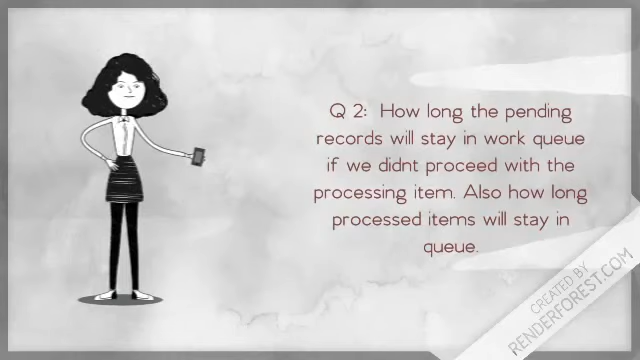 Q 2:  How long the pending
records will stay in work queue
if we didnt proceed with the
processing item. Also how long
processed items will stay in
queue.
CREATED BY
RENDERFOREST.COM